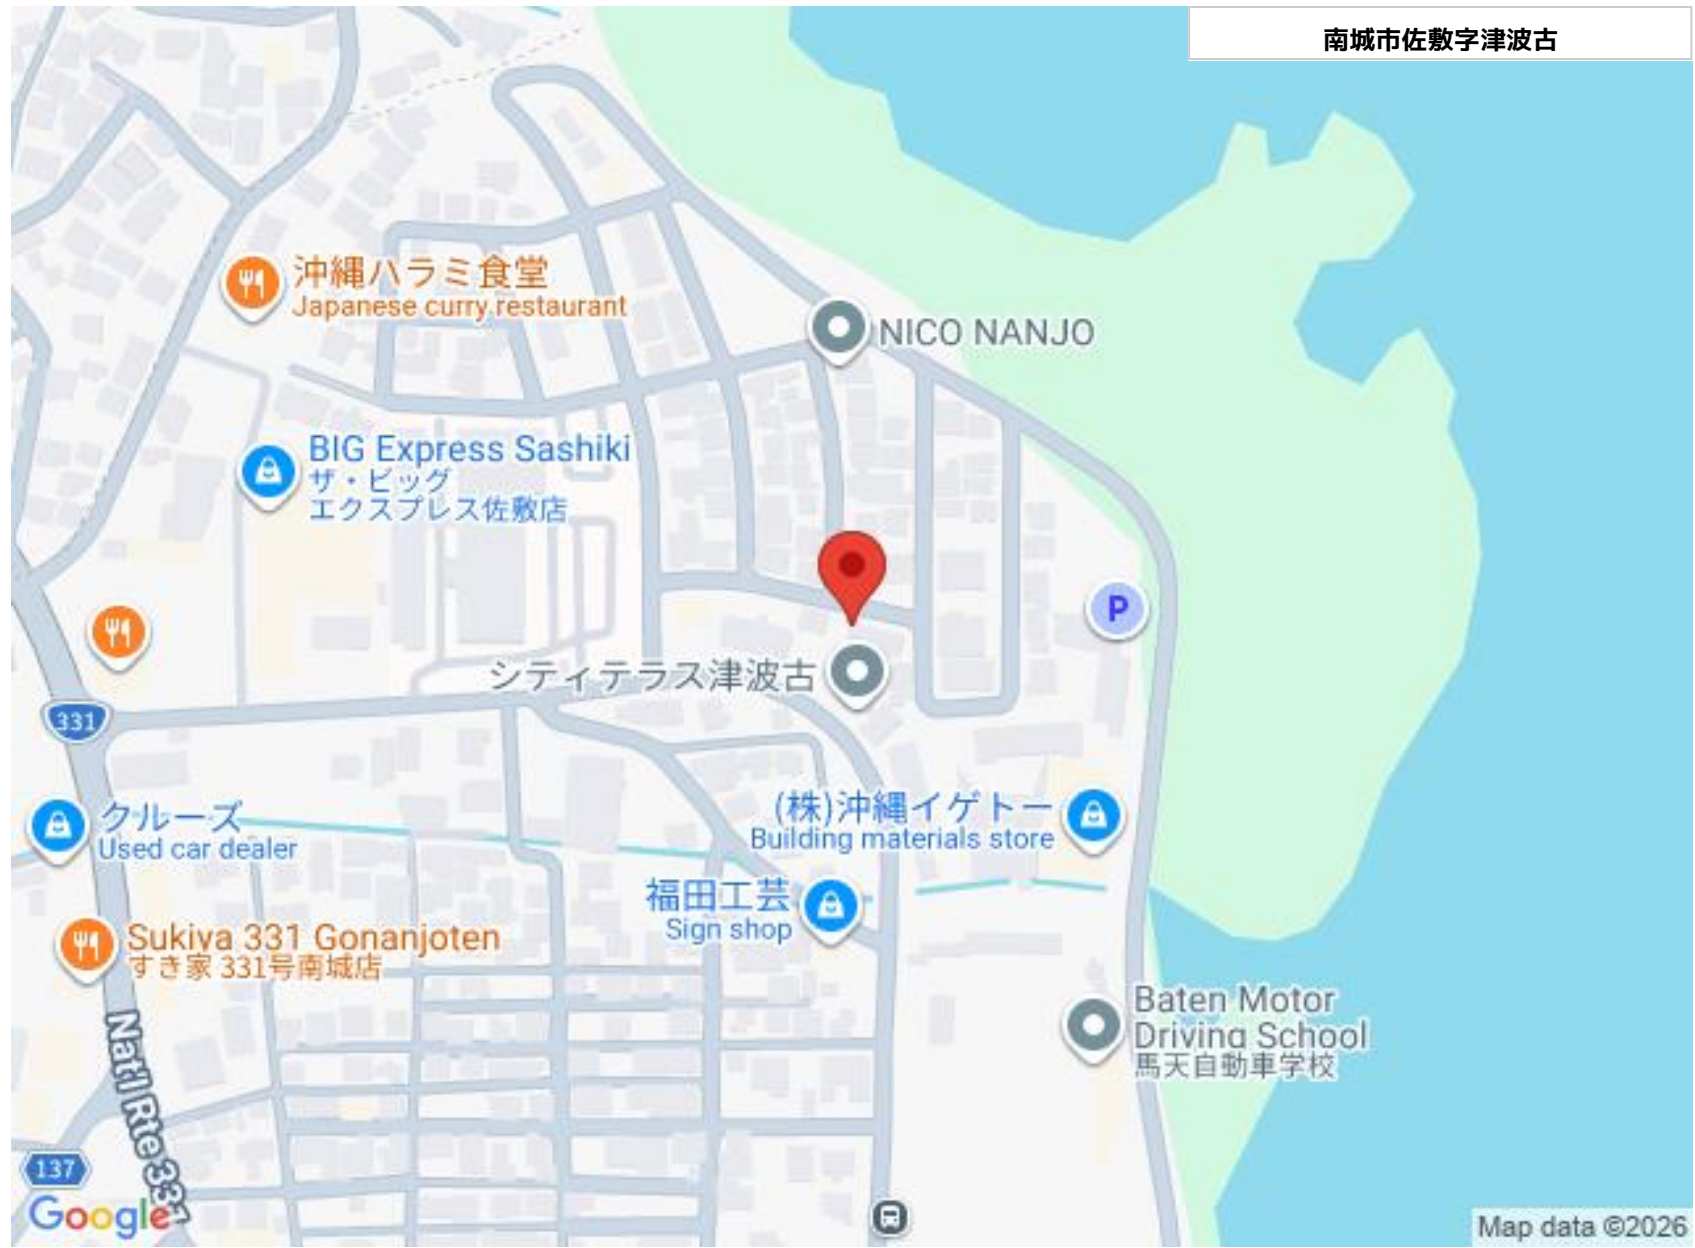 南城市佐敷字津波古
沖縄ハラミ食堂
Japanese curry restaurant
NICO NANJO
BIG Express Sashiki
ザ・ビッグ
エクスプレス佐敷店
P
シティテラス津波古
331
クルーズ
Used car dealer
(株)沖縄イゲトー
Building materials store
福田工芸
Sign shop
Sukiya 331 Gonanjoten
すき家 331号南城店
Baten Motor
Driving School
馬天自動車学校
Nat'l Rte 331
137
Google
Map data ©2026